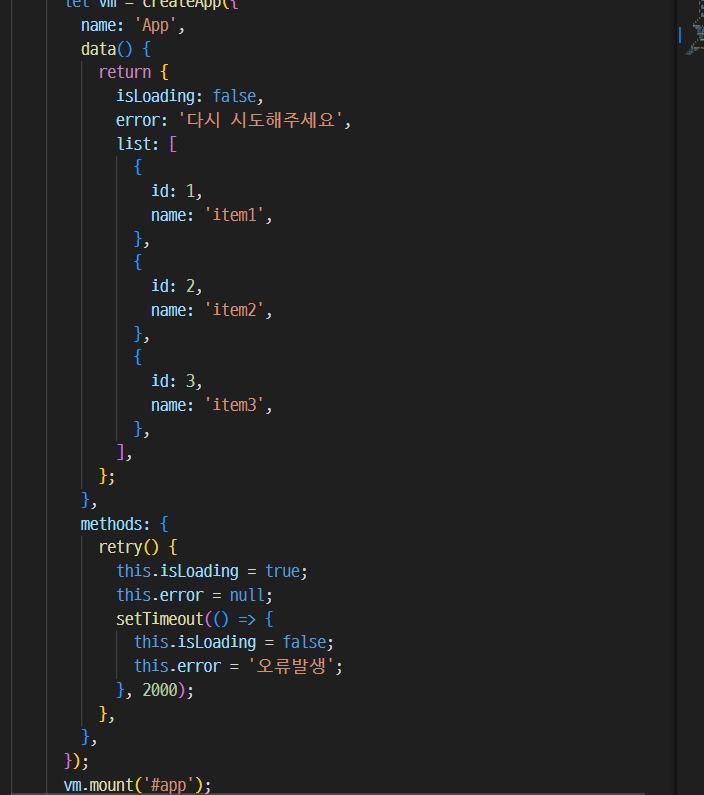 let vm = createApp({
name: 'App',
data() {
return {
isLoading: false,
error: '다시 시도해주세요',
list: [
{
id: 1,
name: 'item1',
},
{
id: 2,
name: 'item2',
},
{
id: 3,
name: 'item3',
},
],
};
},
methods: {
retry() {
this.isLoading = true;
this.error = null;
setTimeout(() => {
this.isLoading = false;
this.error = '오류발생';
}, 2000);
},
},
});
vm.mount('#app');